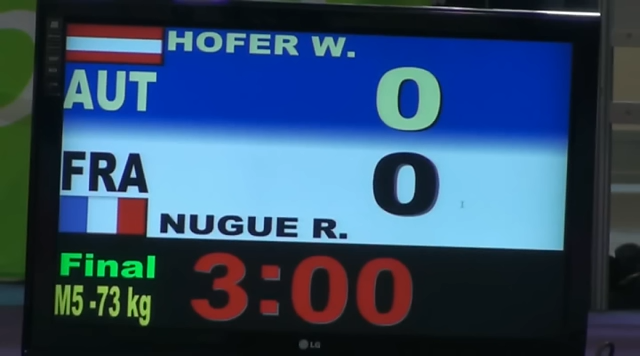 HOFER W.
AUT 0
FRA 0
NUGUE R.
Final
M5 -73 kg 3:00
LG